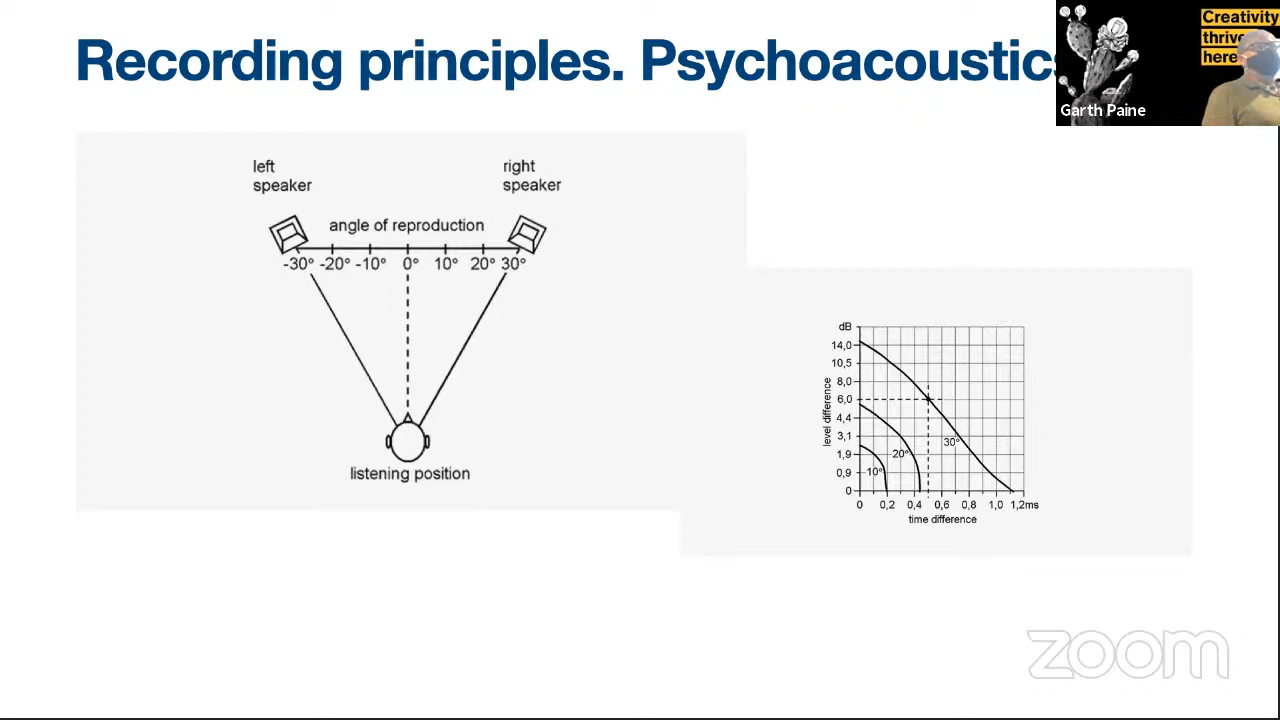 Recording principles. Psychoacoustics
Creativity
thrive
here
Garth Paine
left
speaker
right
speaker
angle of reproduction
-30° -20° -10° 0° 10° 20° 30°
listening position
dB
14,0
10,5
8,0
6,0
4,4
3,1
1,9
0,9
0
level difference
30°
20°
10°
0 0,2 0,4 0,6 0,8 1,0 1,2ms
time difference
zoom